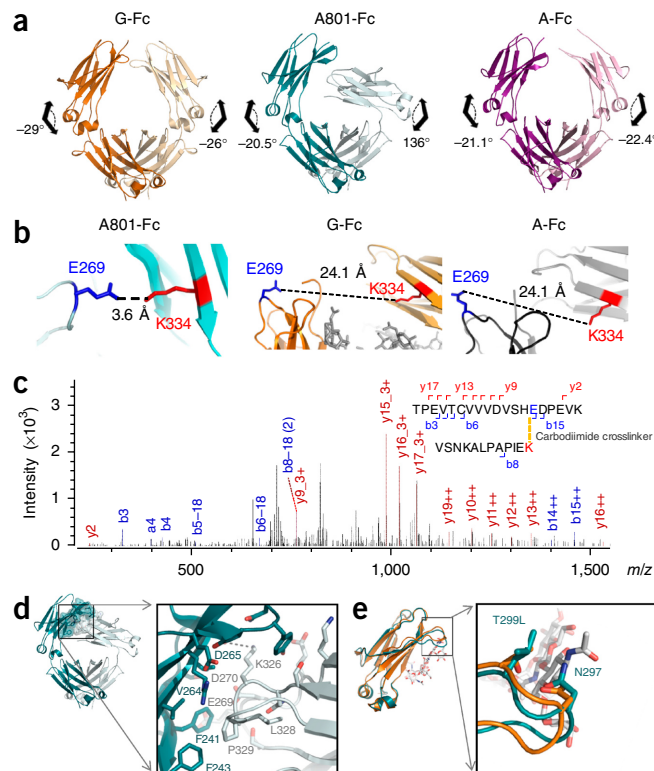 a
G-Fc
A801-Fc
A-Fc
–29°
–26°
–20.5°
136°
–21.1°
–22.4°
b
A801-Fc
G-Fc
A-Fc
E269
3.6 Å
K334
E269
24.1 Å
K334
E269
24.1 Å
K334
c
Intensity (×10³)
3
2
1
0
500
1,000
1,500
m/z
y2
b3
a4
b4
b5–18
b6–18
b8–18 (2)
y9_3+
y15_3+
y16_3+
y17_3+
y19++
y10++
y11++
y12++
y13++
b14++
b15++
y16++
y17 y13 y9 y2
TPEVTCVVVDVSHEDPEVK
b3 b6 b15
Carbodiimide crosslinker
VSNKALPAPIEK
b8
d
D265
K326
D270
V264
E269
F241
L328
P329
F243
e
T299L
N297